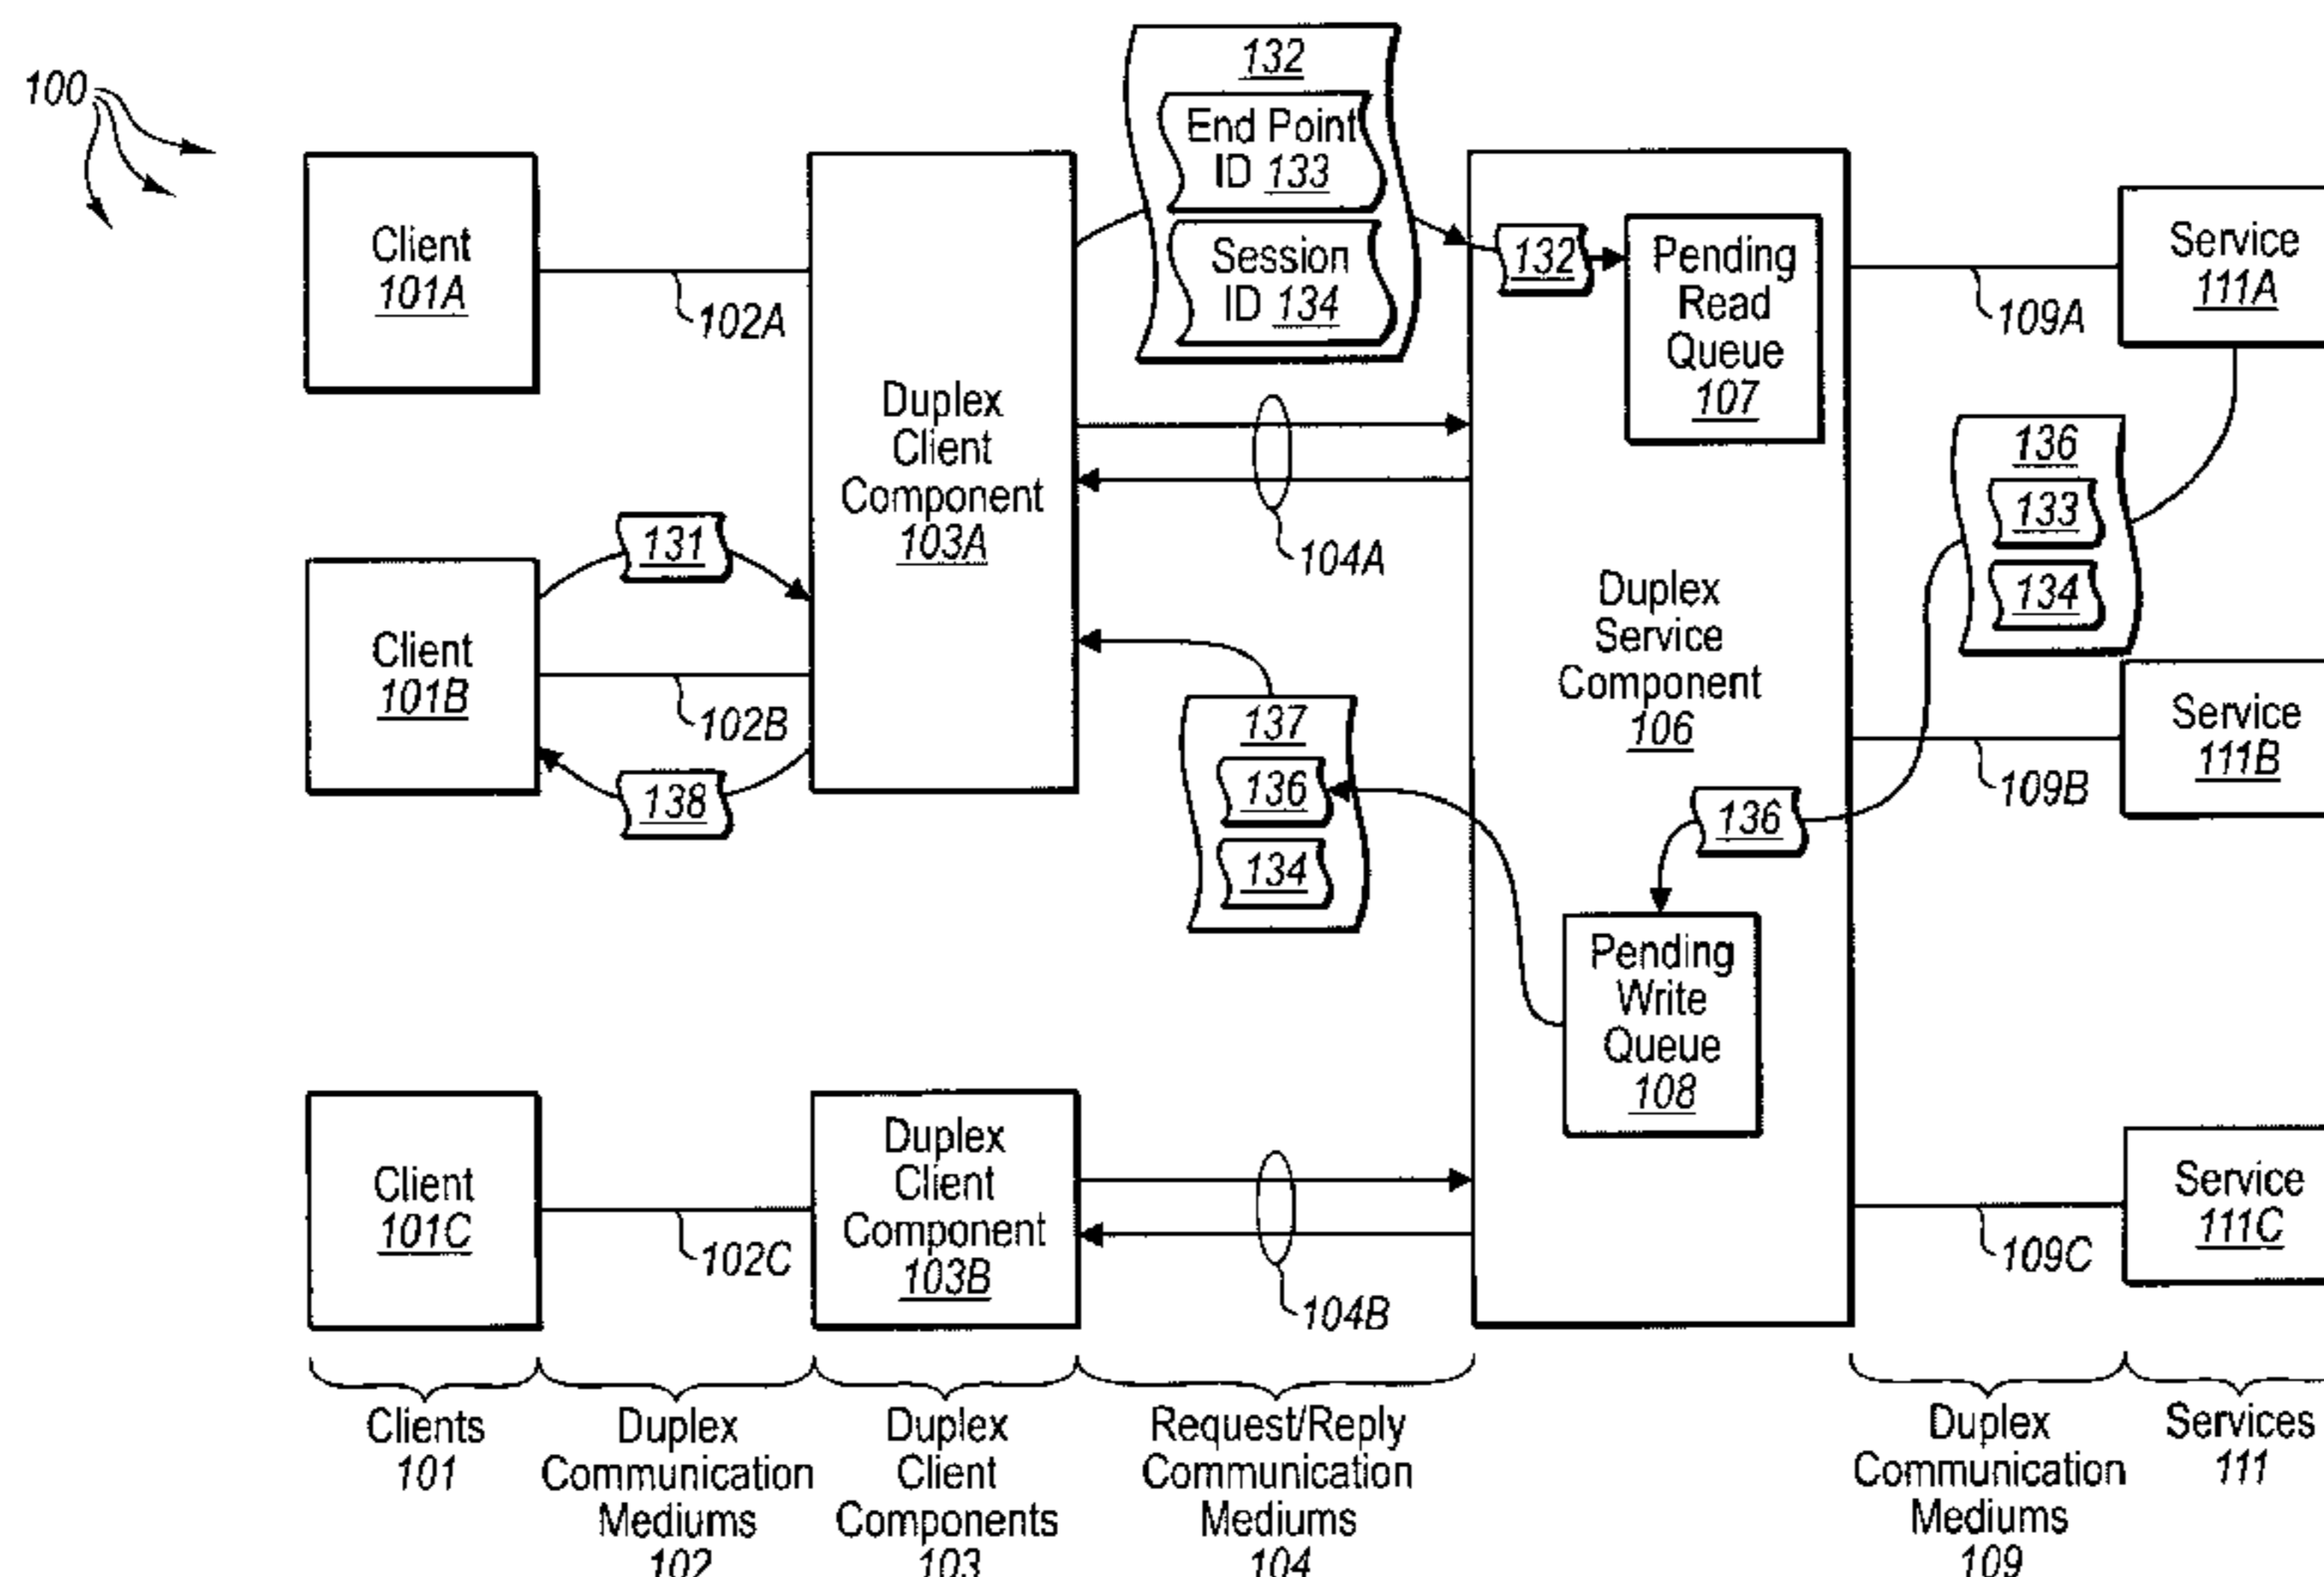 100
132
End Point
ID 133
Session
ID 134
Client
101A
102A
Duplex
Client
Component
103A
104A
132
Pending
Read
Queue
107
109A
Service
111A
136
133
134
131
Client
101B
102B
138
137
136
134
Duplex
Service
Component
106
136
109B
Service
111B
Pending
Write
Queue
108
Client
101C
102C
Duplex
Client
Component
103B
104B
109C
Service
111C
Clients
101
Duplex
Communication
Mediums
102
Duplex
Client
Components
103
Request/Reply
Communication
Mediums
104
Duplex
Communication
Mediums
109
Services
111